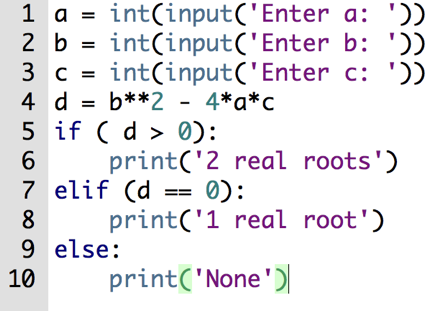 1 a = int(input('Enter a: '))
2 b = int(input('Enter b: '))
3 c = int(input('Enter c: '))
4 d = b**2 - 4*a*c
5 if ( d > 0):
6     print('2 real roots')
7 elif (d == 0):
8     print('1 real root')
9 else:
10     print('None')